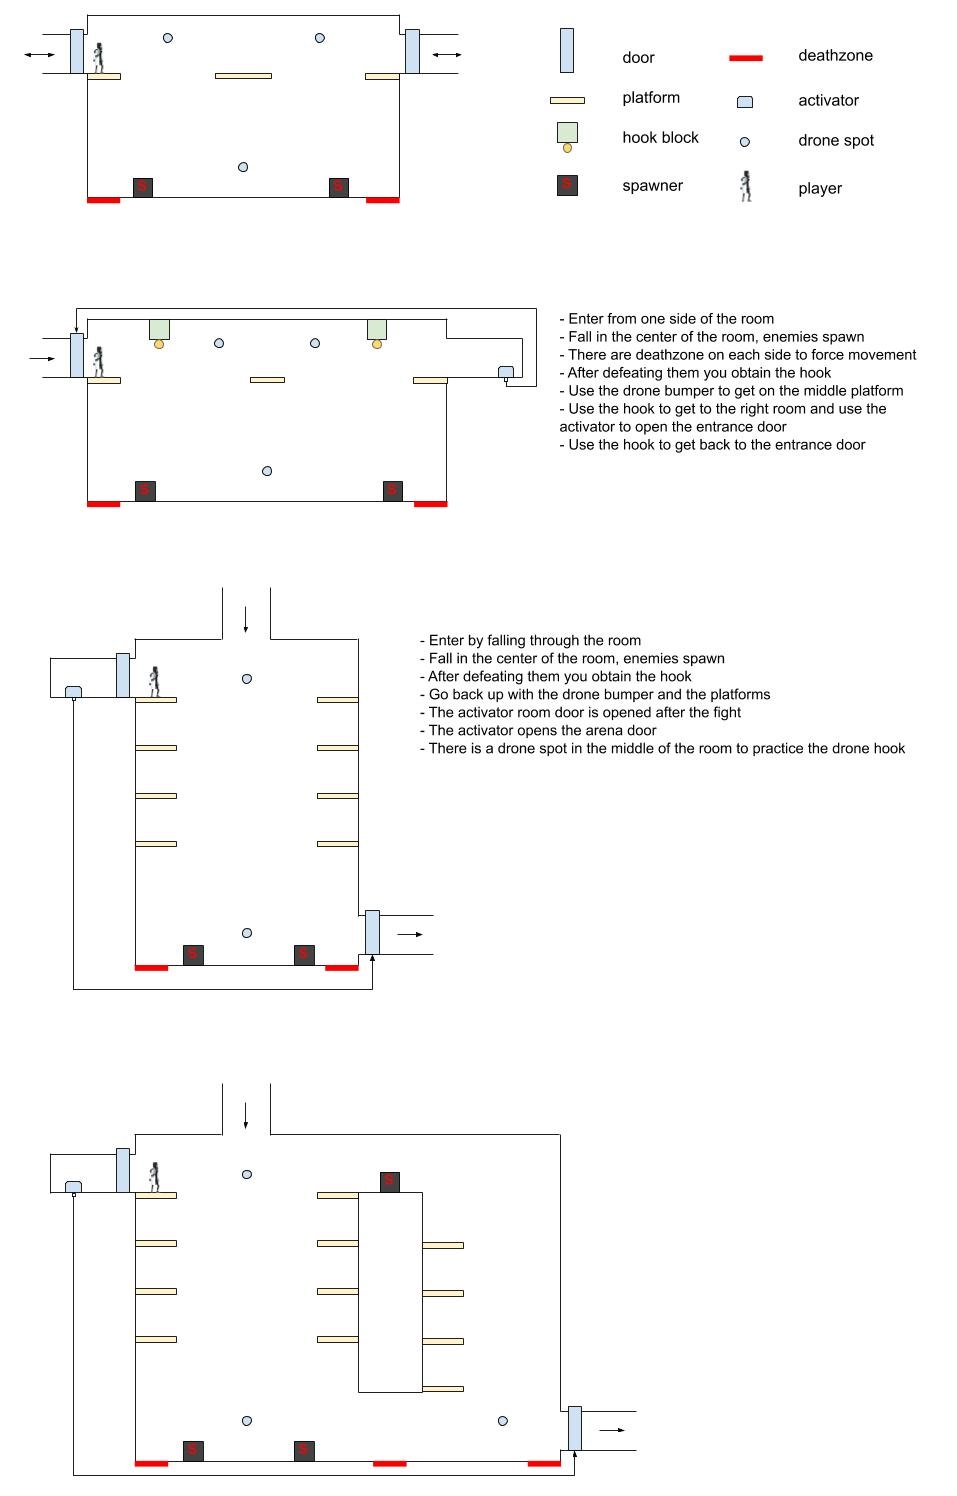 door
deathzone
platform
activator
hook block
drone spot
S
spawner
player
S
S
- Enter from one side of the room
- Fall in the center of the room, enemies spawn
- There are deathzone on each side to force movement
- After defeating them you obtain the hook
- Use the drone bumper to get on the middle platform
- Use the hook to get to the right room and use the
activator to open the entrance door
- Use the hook to get back to the entrance door
S
S
- Enter by falling through the room
- Fall in the center of the room, enemies spawn
- After defeating them you obtain the hook
- Go back up with the drone bumper and the platforms
- The activator room door is opened after the fight
- The activator opens the arena door
- There is a drone spot in the middle of the room to practice the drone hook
S
S
S
S
S